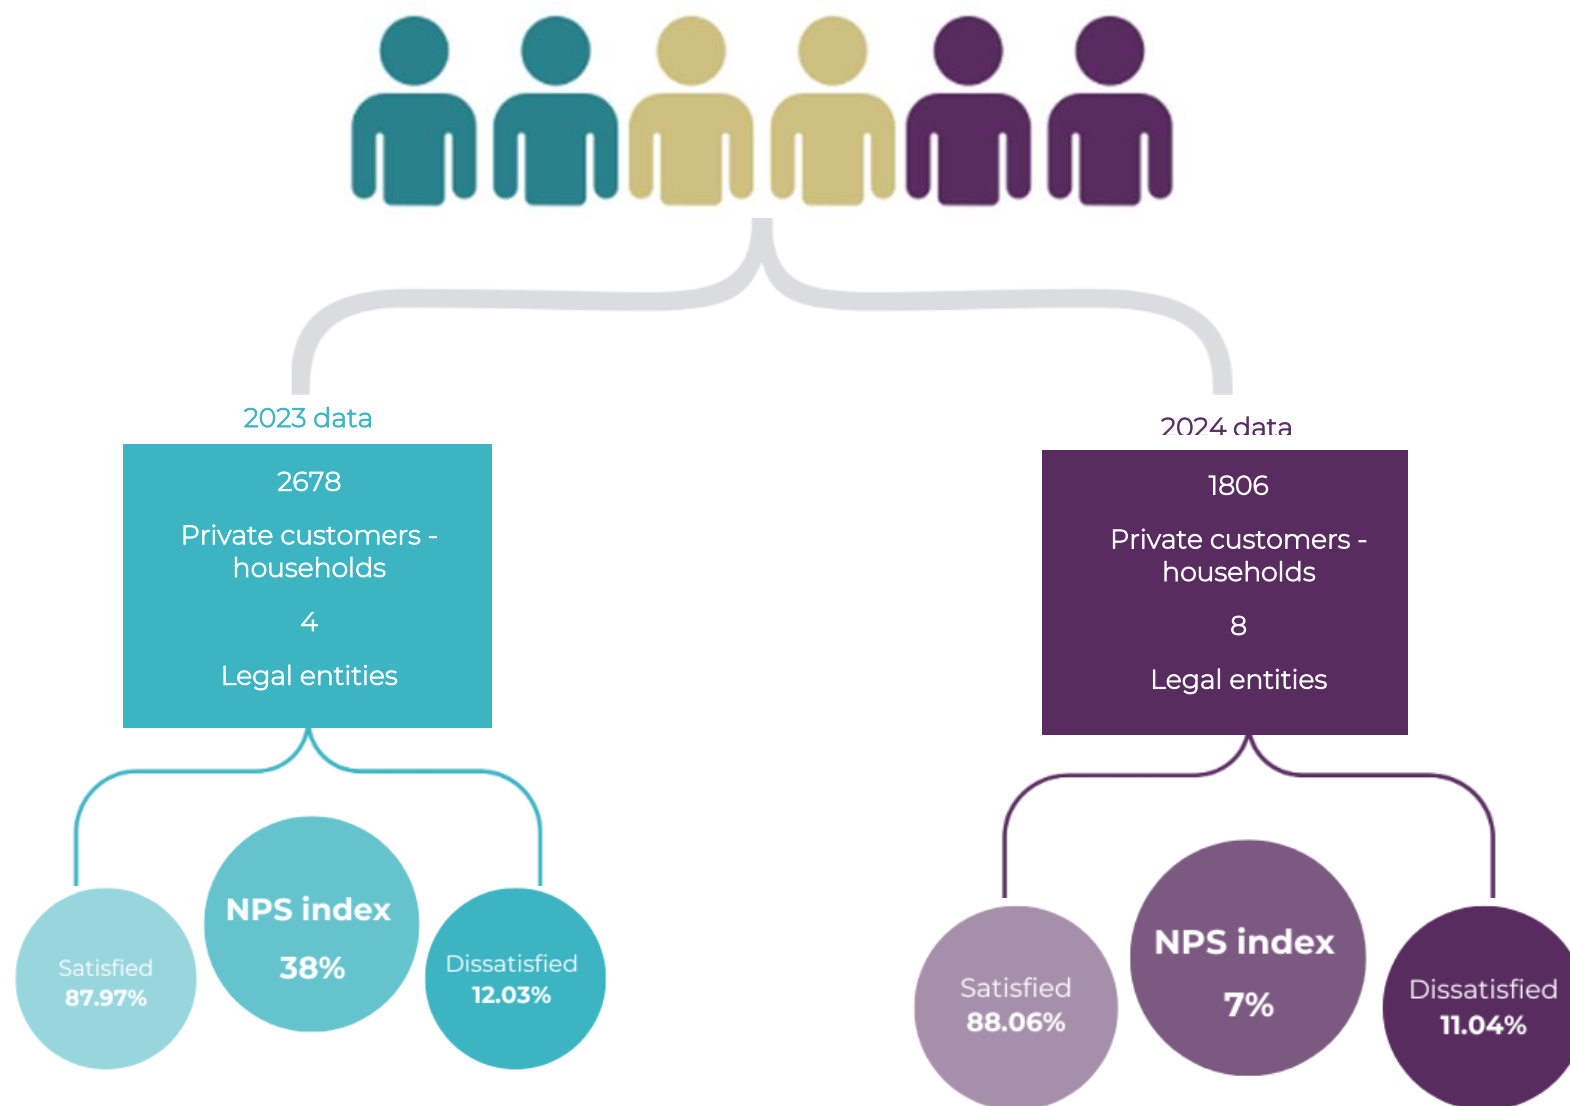 2023 data
2678
Private customers -
households
4
Legal entities
NPS index
38%
Satisfied
87.97%
Dissatisfied
12.03%
2024 data
1806
Private customers -
households
8
Legal entities
NPS index
7%
Satisfied
88.06%
Dissatisfied
11.04%